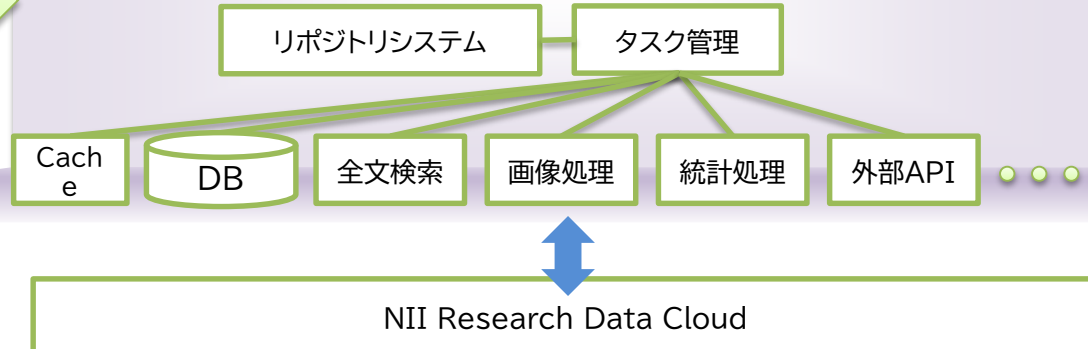 リポジトリシステム
タスク管理
Cach
e
DB
全文検索
画像処理
統計処理
外部API
NII Research Data Cloud